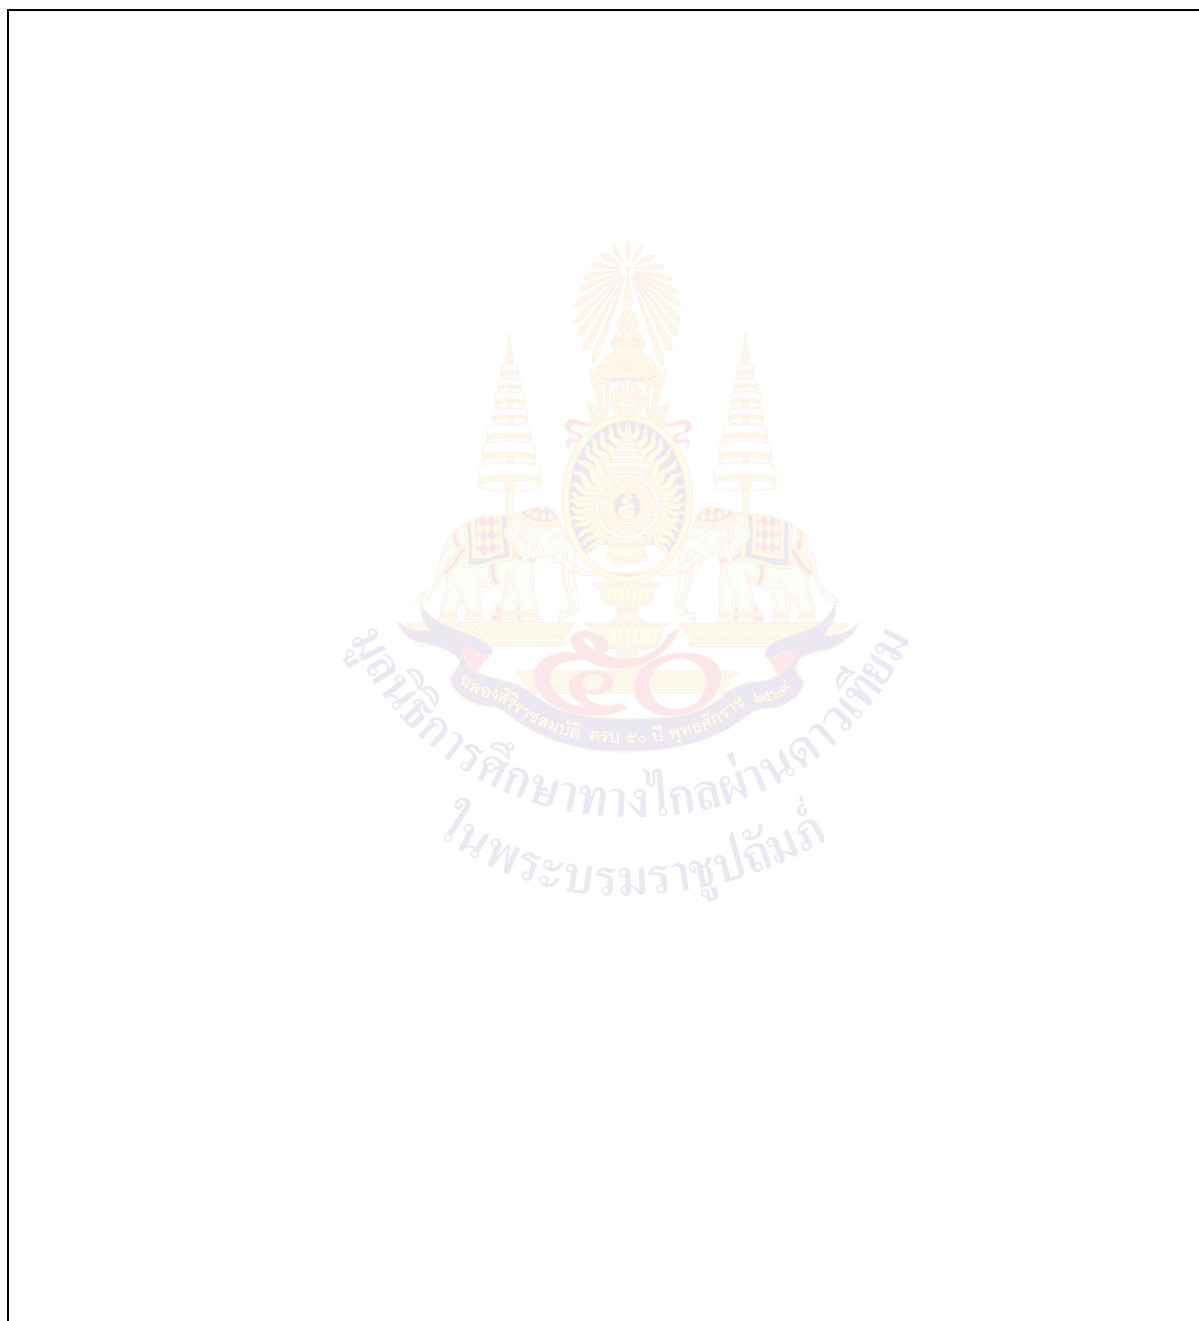 ๕๐
ฉลองสิริราชสมบัติ ครบ ๕๐ ปี พุทธศักราช ๒๕๓๙
มูลนิธิการศึกษาทางไกลผ่านดาวเทียม
ในพระบรมราชูปถัมภ์